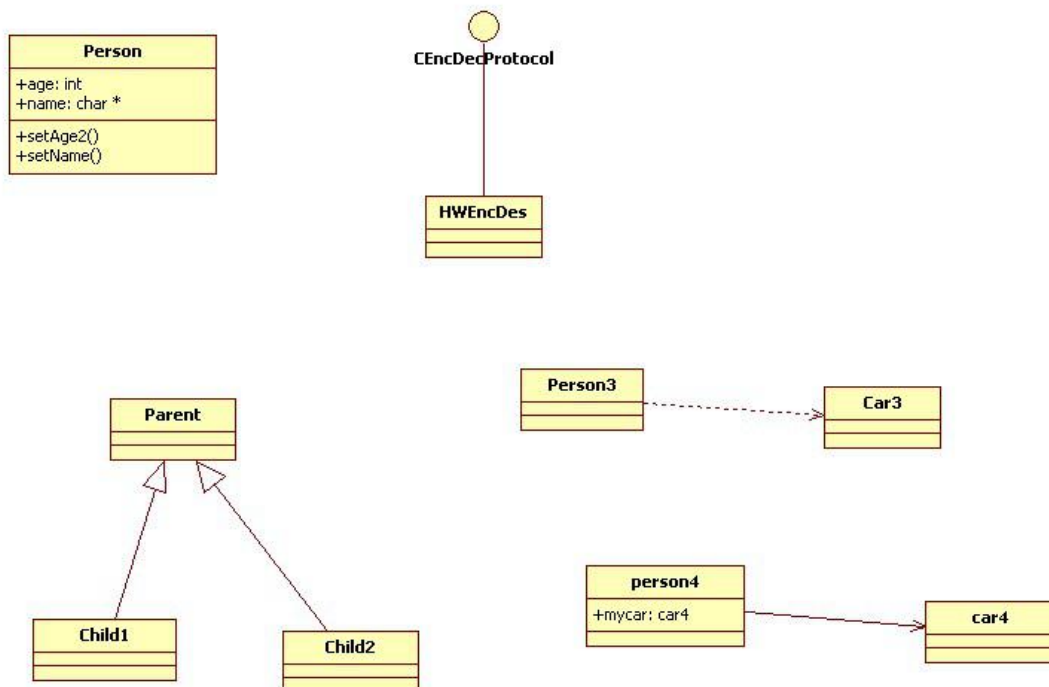 Person
+age: int
+name: char *
+setAge2()
+setName()
CEncDecProtocol
HWEncDes
Parent
Child1
Child2
Person3
Car3
person4
+mycar: car4
car4